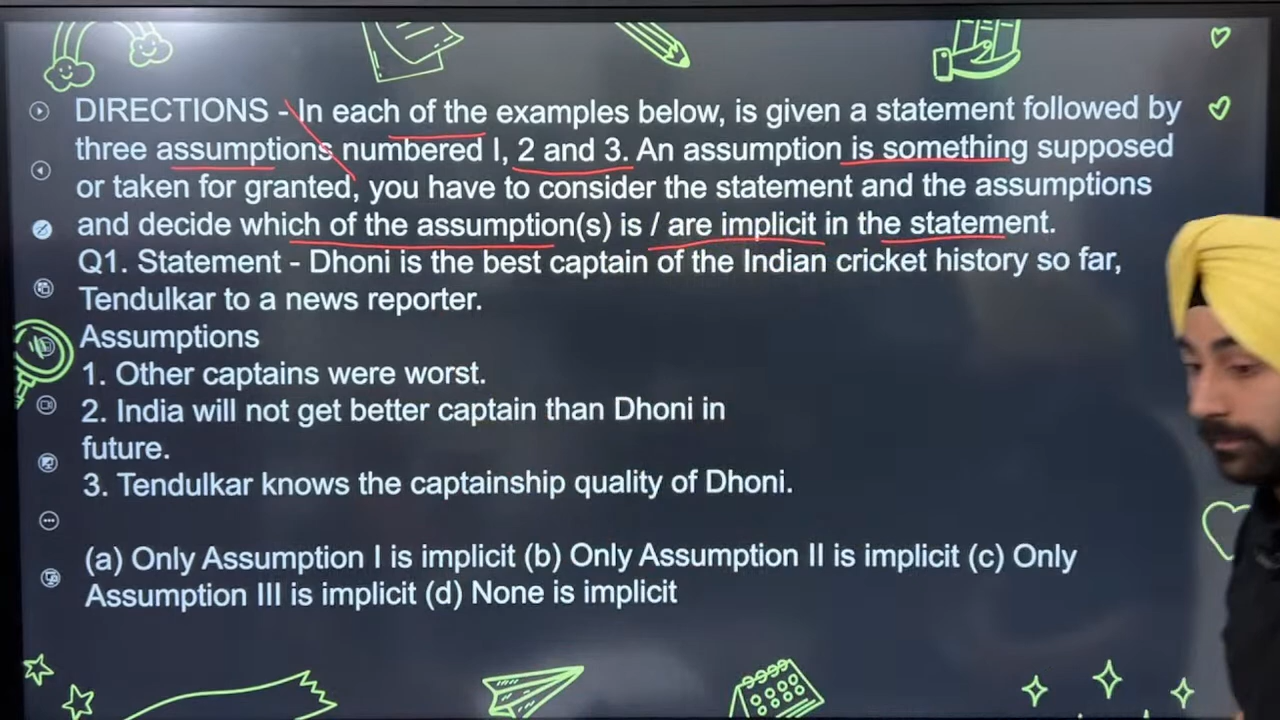 DIRECTIONS - In each of the examples below, is given a statement followed by
three assumptions numbered I, 2 and 3. An assumption is something supposed
or taken for granted, you have to consider the statement and the assumptions
and decide which of the assumption(s) is / are implicit in the statement.
Q1. Statement - Dhoni is the best captain of the Indian cricket history so far,
Tendulkar to a news reporter.
Assumptions
1. Other captains were worst.
2. India will not get better captain than Dhoni in
future.
3. Tendulkar knows the captainship quality of Dhoni.
(a) Only Assumption I is implicit (b) Only Assumption II is implicit (c) Only
Assumption III is implicit (d) None is implicit